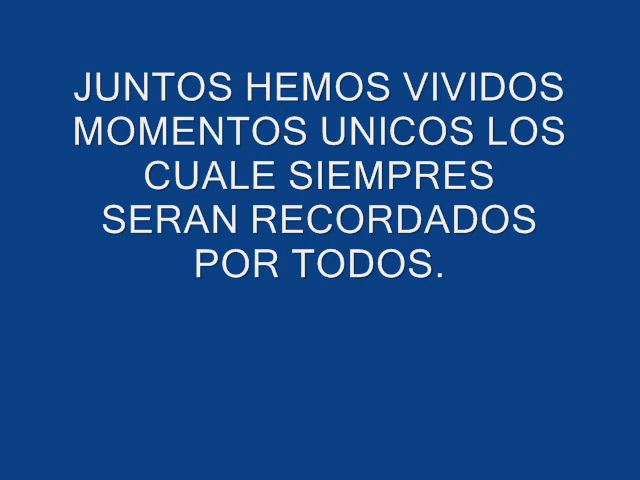 JUNTOS HEMOS VIVIDOS
MOMENTOS UNICOS LOS
CUALE SIEMPRES
SERAN RECORDADOS
POR TODOS.